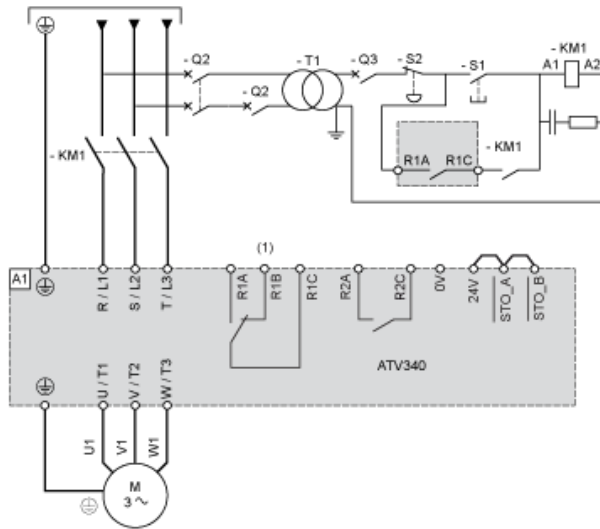 - Q2
- T1
- Q3
- S2
- S1
- KM1
A1
A2
- Q2
- KM1
R1A
R1C
- KM1
(1)
A1
R / L1
S / L2
T / L3
R1A
R1B
R1C
R2A
R2C
0V
24V
STO_A
STO_B
ATV340
U / T1
V / T2
W / T3
U1
V1
W1
M
3 ~